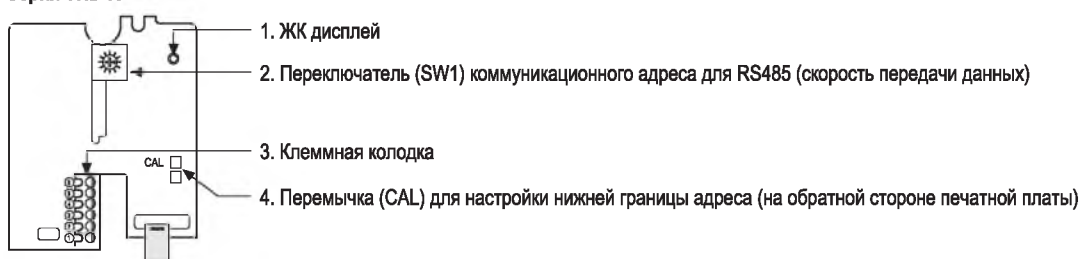 1. ЖК дисплей
2. Переключатель (SW1) коммуникационного адреса для RS485 (скорость передачи данных)
3. Клеммная колодка
CAL
4. Перемычка (CAL) для настройки нижней границы адреса (на обратной стороне печатной платы)